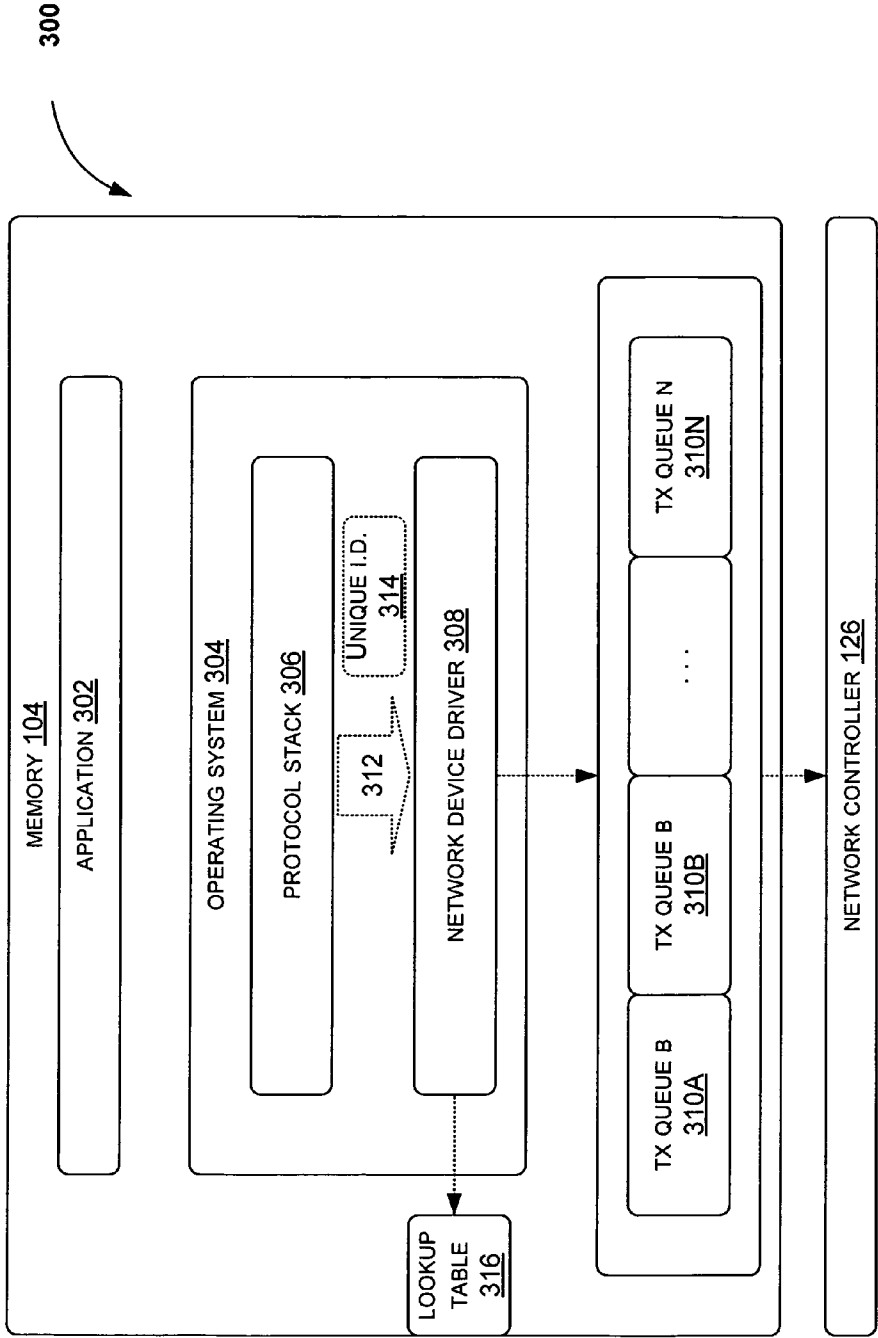 300
MEMORY 104
APPLICATION 302
OPERATING SYSTEM 304
PROTOCOL STACK 306
312
UNIQUE I.D.
314
NETWORK DEVICE DRIVER 308
LOOKUP
TABLE
316
TX QUEUE B
310A
TX QUEUE B
310B
...
TX QUEUE N
310N
NETWORK CONTROLLER 126